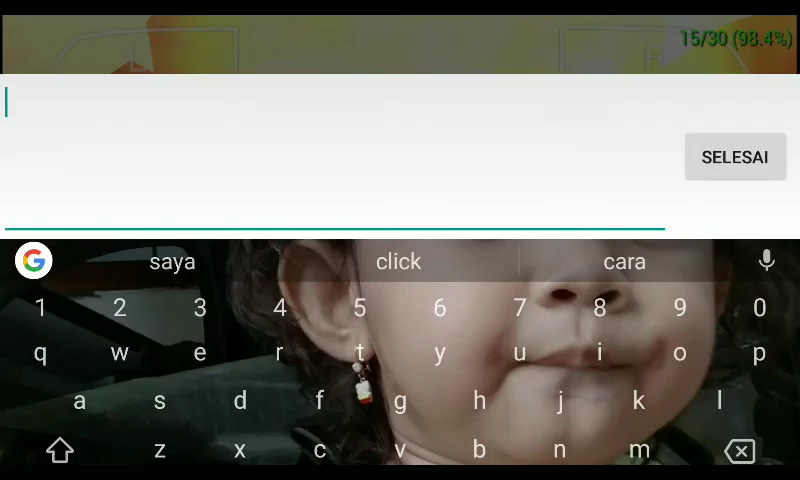 15/30 (98.4%)
SELESAI
saya click cara
1 2 3 4 5 6 7 8 9 0
q w e r t y u i o p
a s d f g h j k l
z x c v b n m